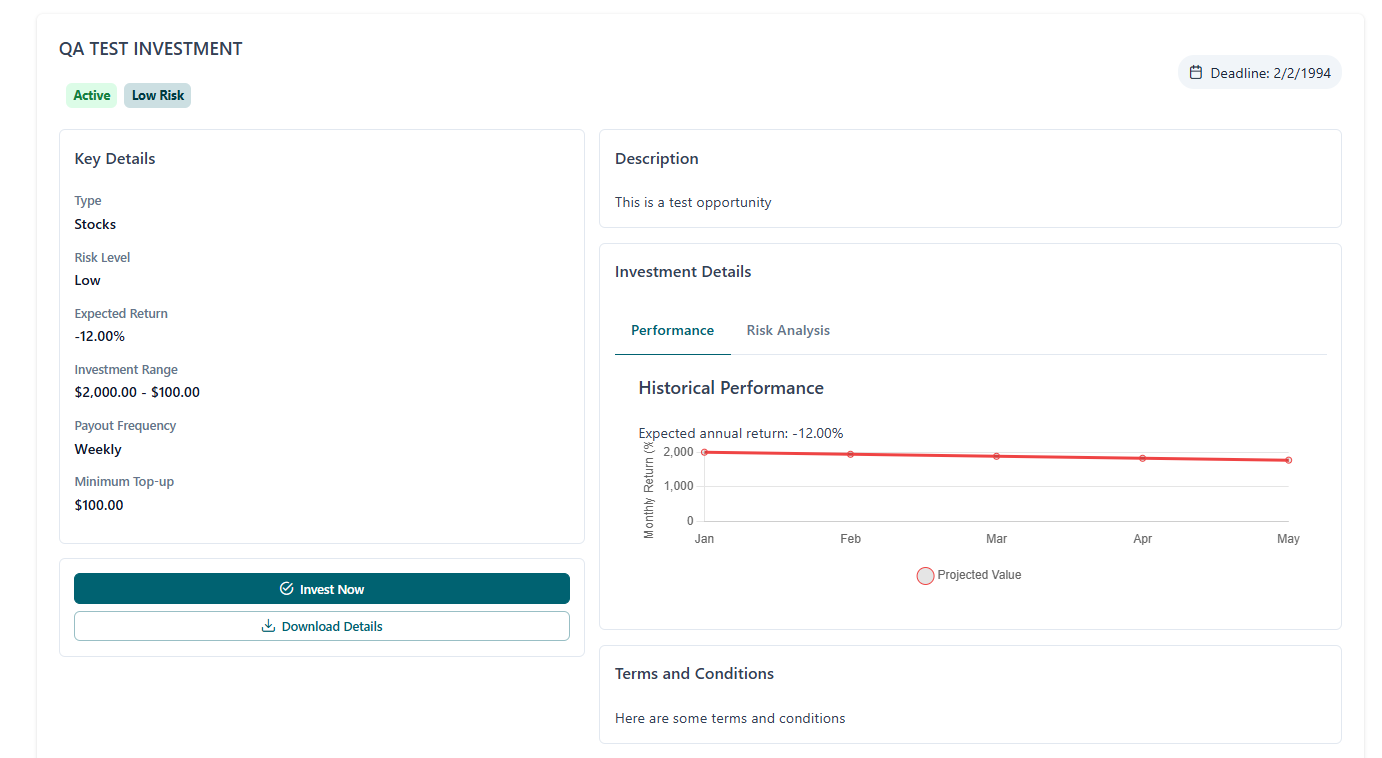 QA TEST INVESTMENT
Deadline: 2/2/1994
Active
Low Risk
Key Details
Type
Stocks
Risk Level
Low
Expected Return
-12.00%
Investment Range
$2,000.00 - $100.00
Payout Frequency
Weekly
Minimum Top-up
$100.00
Invest Now
Download Details
Description
This is a test opportunity
Investment Details
Performance
Risk Analysis
Historical Performance
Expected annual return: -12.00%
Monthly Return (%
2,000
1,000
0
Jan
Feb
Mar
Apr
May
Projected Value
Terms and Conditions
Here are some terms and conditions